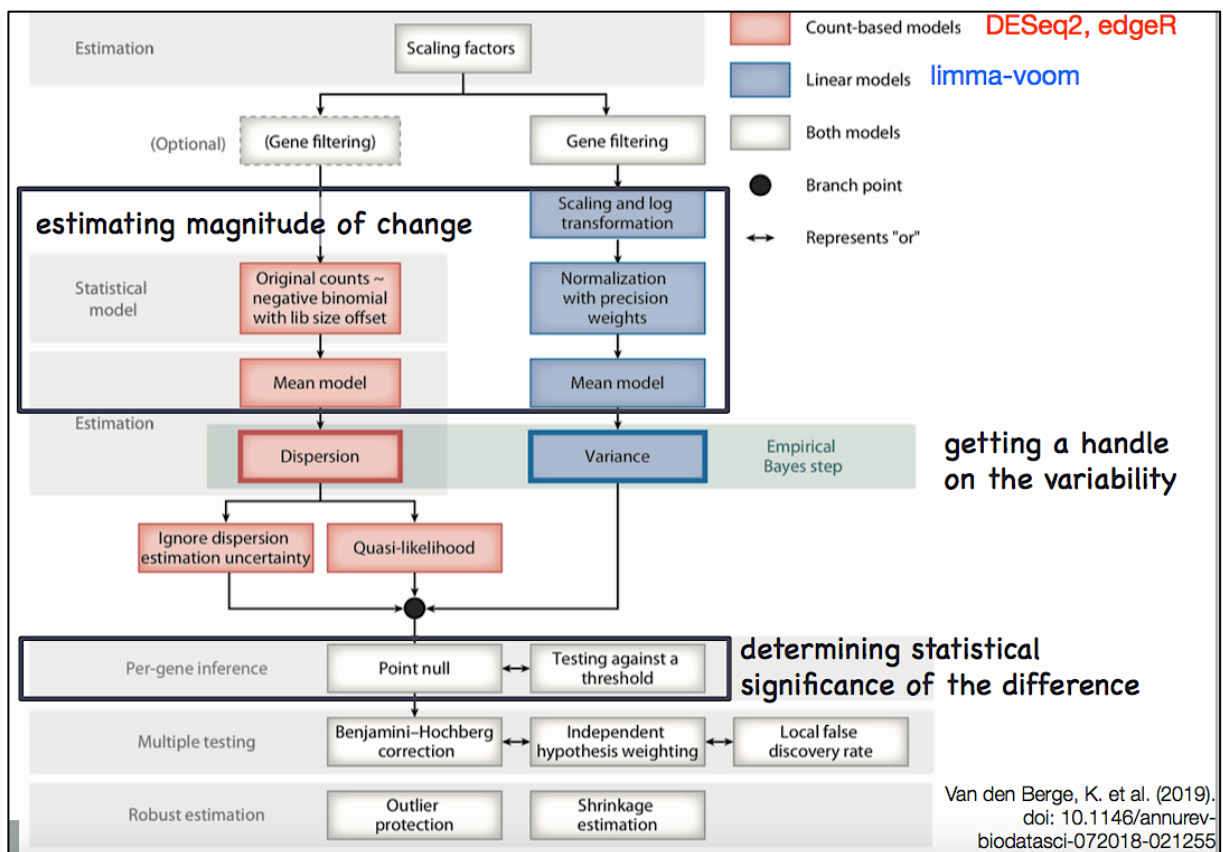 Estimation
Scaling factors
Count-based models
DESeq2, edgeR
Linear models
limma-voom
Both models
Branch point
Represents "or"
(Optional)
(Gene filtering)
Gene filtering
estimating magnitude of change
Scaling and log
transformation
Statistical
model
Original counts ~
negative binomial
with lib size offset
Normalization
with precision
weights
Mean model
Mean model
Estimation
Dispersion
Variance
Empirical
Bayes step
getting a handle
on the variability
Ignore dispersion
estimation uncertainty
Quasi-likelihood
Per-gene inference
Point null
Testing against a
threshold
determining statistical
significance of the difference
Multiple testing
Benjamini–Hochberg
correction
Independent
hypothesis weighting
Local false
discovery rate
Robust estimation
Outlier
protection
Shrinkage
estimation
Van den Berge, K. et al. (2019).
doi: 10.1146/annurev-
biodatasci-072018-021255